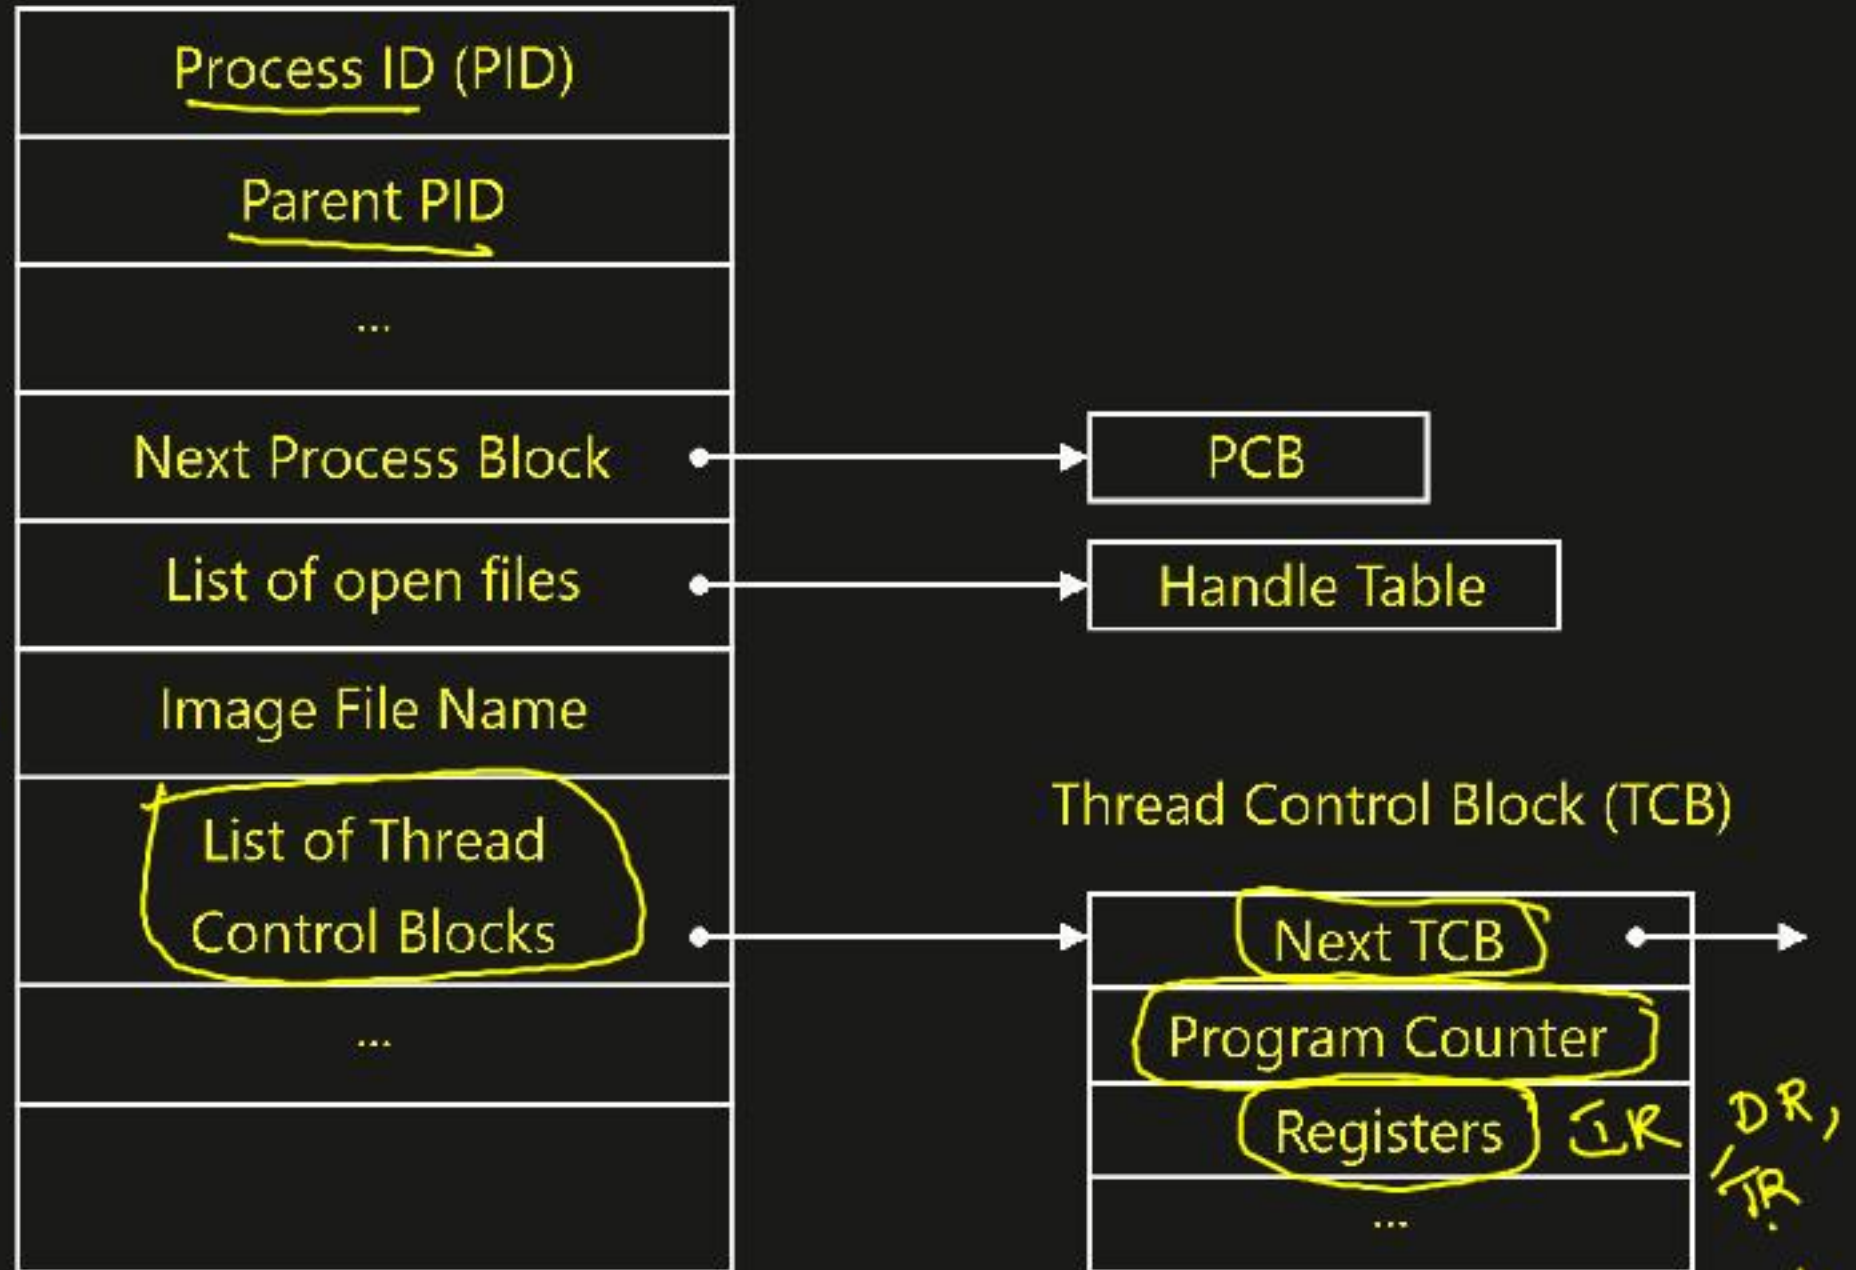 Process ID (PID)
Parent PID
...
Next Process Block
PCB
List of open files
Handle Table
Image File Name
List of Thread
Control Blocks
...
Thread Control Block (TCB)
Next TCB
Program Counter
Registers
IR DR,
TR
...